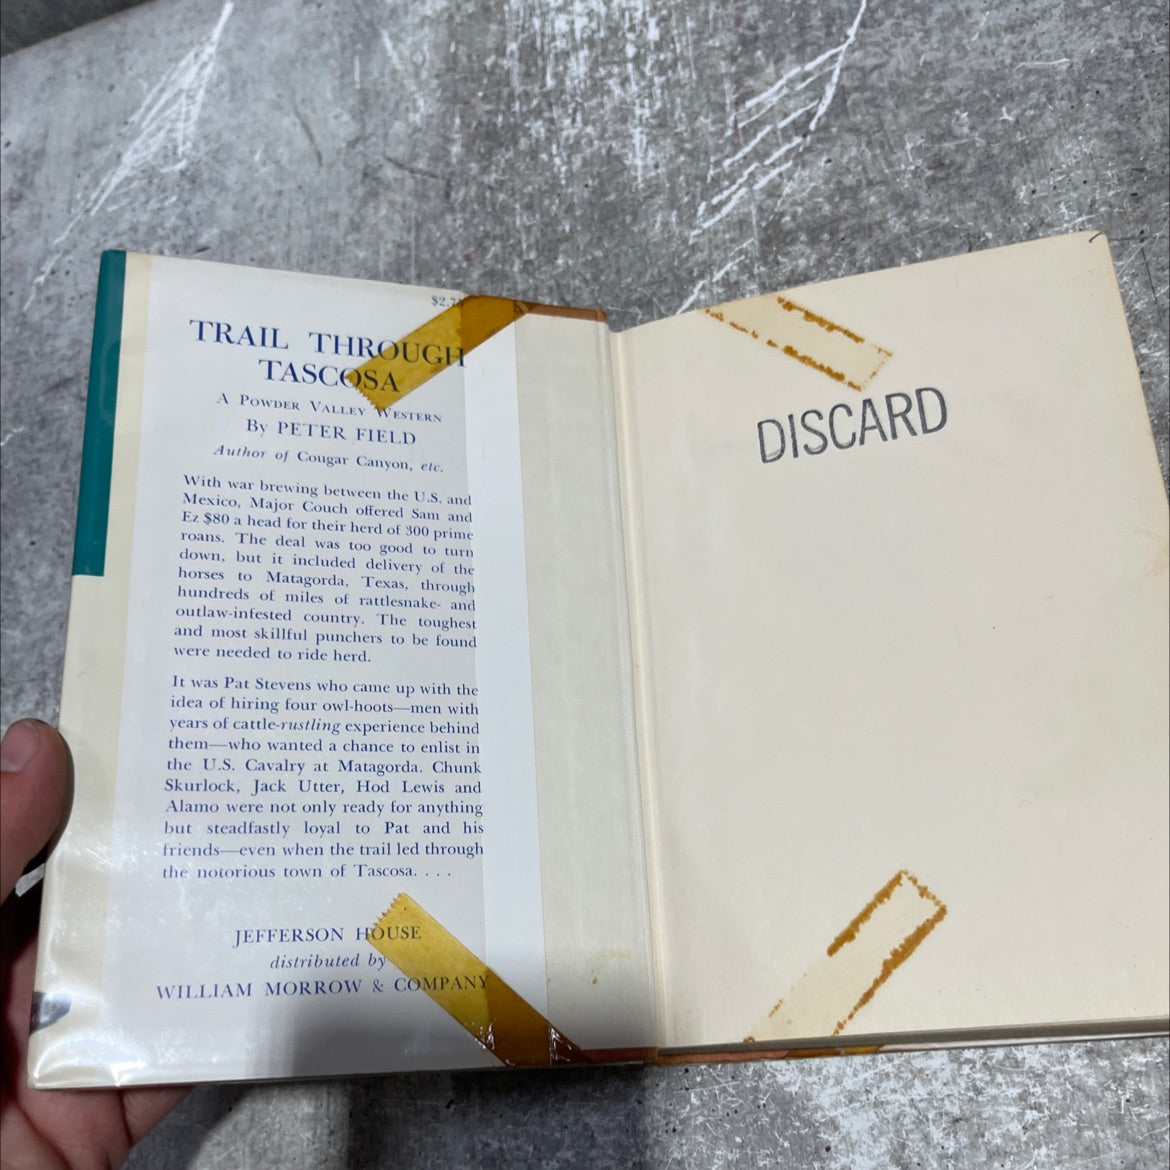 $2.75
TRAIL THROUGH
TASCOSA
A POWDER VALLEY WESTERN
By PETER FIELD
Author of Cougar Canyon, etc.
With war brewing between the U.S. and
Mexico, Major Couch offered Sam and
Ez $80 a head for their herd of 300 prime
roans. The deal was too good to turn
down, but it included delivery of the
horses to Matagorda, Texas, through
hundreds of miles of rattlesnake- and
outlaw-infested country. The toughest
and most skillful punchers to be found
were needed to ride herd.
It was Pat Stevens who came up with the
idea of hiring four owl-hoots—men with
years of cattle-rustling experience behind
them—who wanted a chance to enlist in
the U.S. Cavalry at Matagorda. Chunk
Skurlock, Jack Utter, Hod Lewis and
Alamo were not only ready for anything
but steadfastly loyal to Pat and his
friends—even when the trail led through
the notorious town of Tascosa. . . .
JEFFERSON HOUSE
distributed by
WILLIAM MORROW & COMPANY
DISCARD